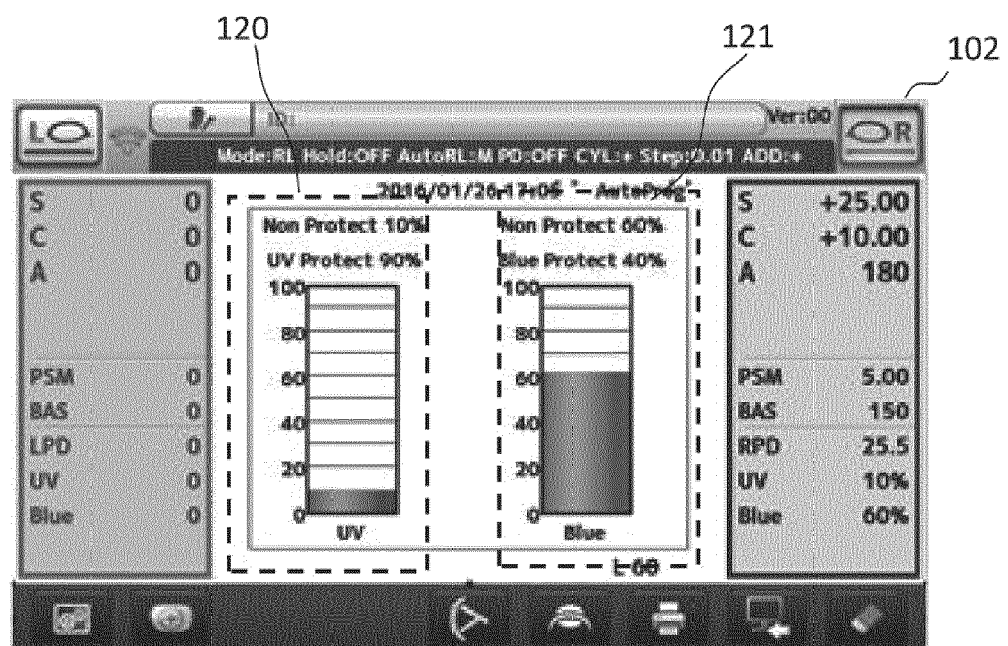 120
121
102
L
ID:
Ver:00
R
Mode:RL Hold:OFF AutoRL:M PD:OFF CYL:+ Step:0.01 ADD:+
2016/01/26 17:06 AutoProg
S 0
C 0
A 0
PSM 0
BAS 0
LPD 0
UV 0
Blue 0
Non Protect 10%
UV Protect 90%
100
80
60
40
20
0
UV
Non Protect 60%
Blue Protect 40%
100
80
60
40
20
0
Blue
S +25.00
C +10.00
A 180
PSM 5.00
BAS 150
RPD 25.5
UV 10%
Blue 60%